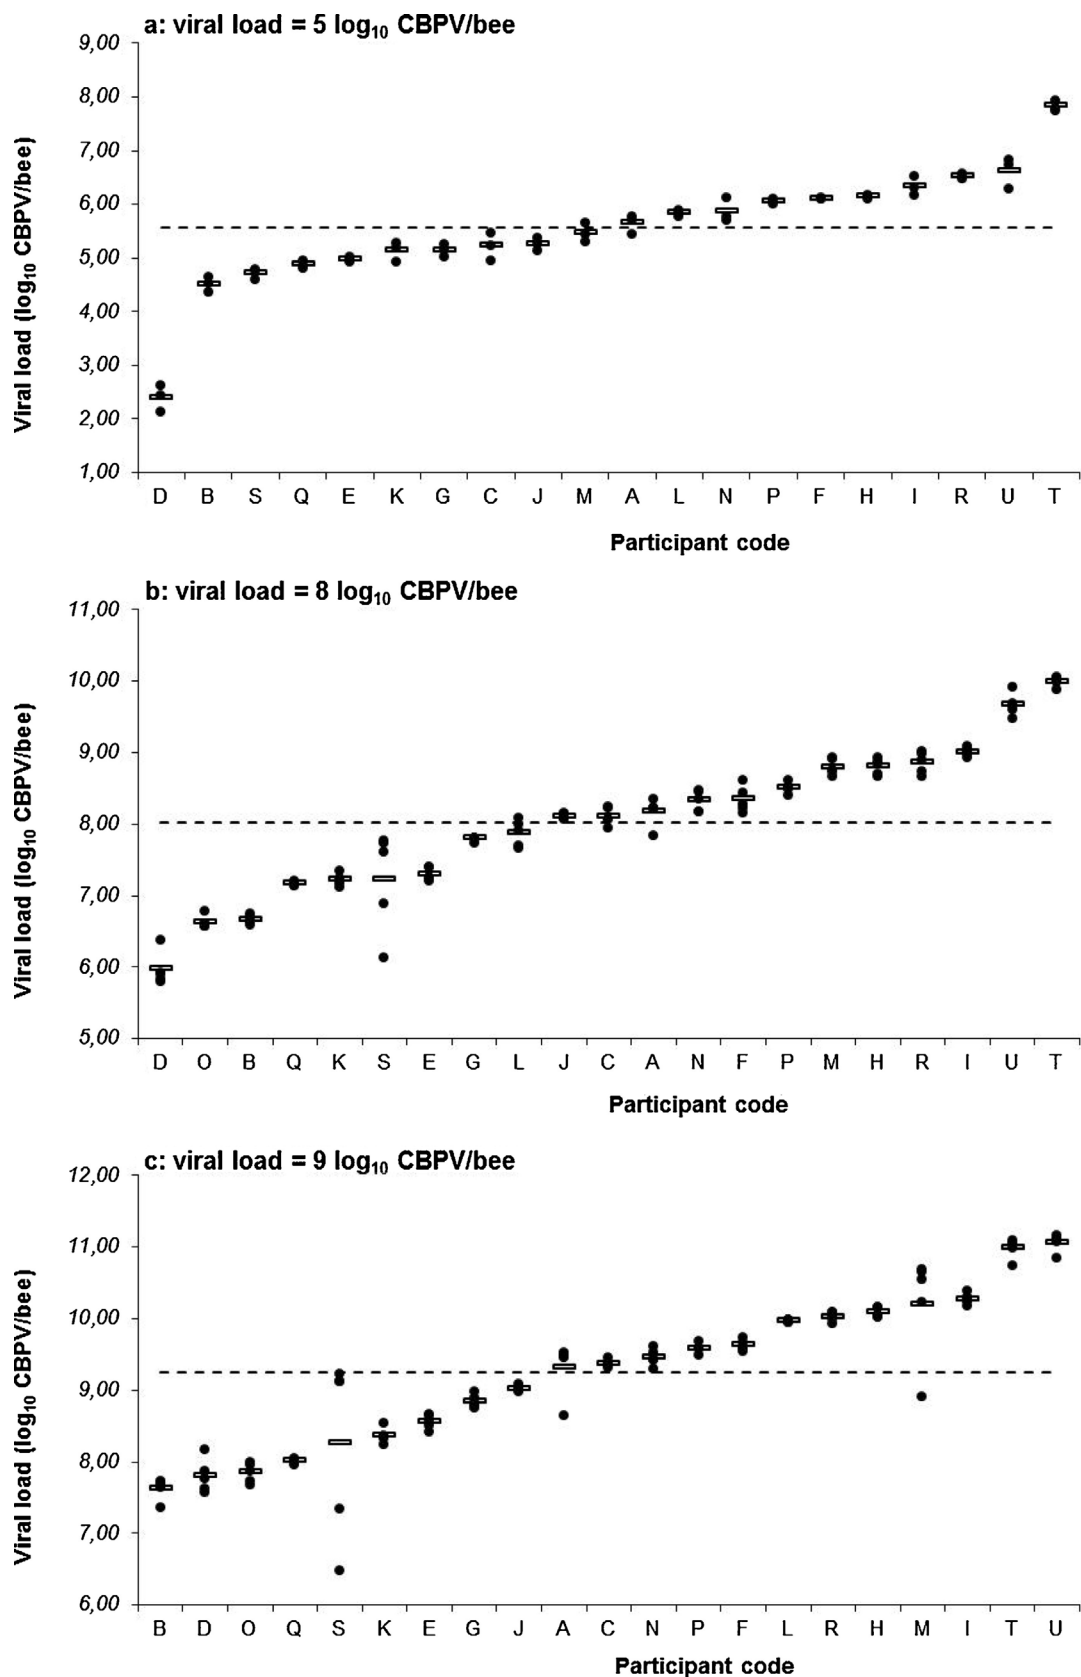 a: viral load = 5 log₁₀ CBPV/bee
Viral load (log₁₀ CBPV/bee)
9,00
8,00
7,00
6,00
5,00
4,00
3,00
2,00
1,00
D B S Q E K G C J M A L N P F H I R U T
Participant code
b: viral load = 8 log₁₀ CBPV/bee
Viral load (log₁₀ CBPV/bee)
11,00
10,00
9,00
8,00
7,00
6,00
5,00
D O B Q K S E G L J C A N F P M H R I U T
Participant code
c: viral load = 9 log₁₀ CBPV/bee
Viral load (log₁₀ CBPV/bee)
12,00
11,00
10,00
9,00
8,00
7,00
6,00
B D O Q S K E G J A C N P F L R H M I T U
Participant code